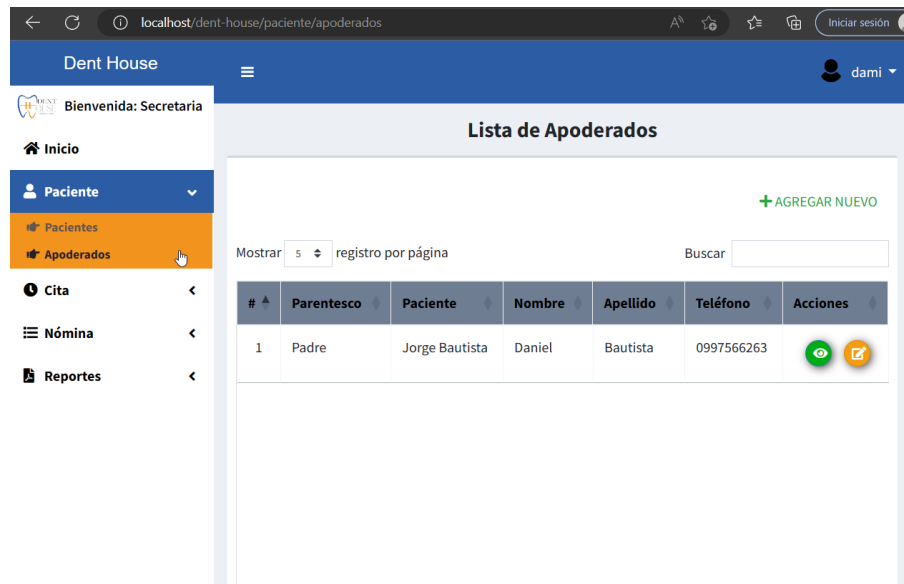 localhost/dent-house/paciente/apoderados
Iniciar sesión
Dent House
dami
Bienvenida: Secretaria
Inicio
Paciente
Pacientes
Apoderados
Cita
Nómina
Reportes
Lista de Apoderados
AGREGAR NUEVO
Mostrar 5 registro por página
Buscar
# Parentesco Paciente Nombre Apellido Teléfono Acciones
1 Padre Jorge Bautista Daniel Bautista 0997566263